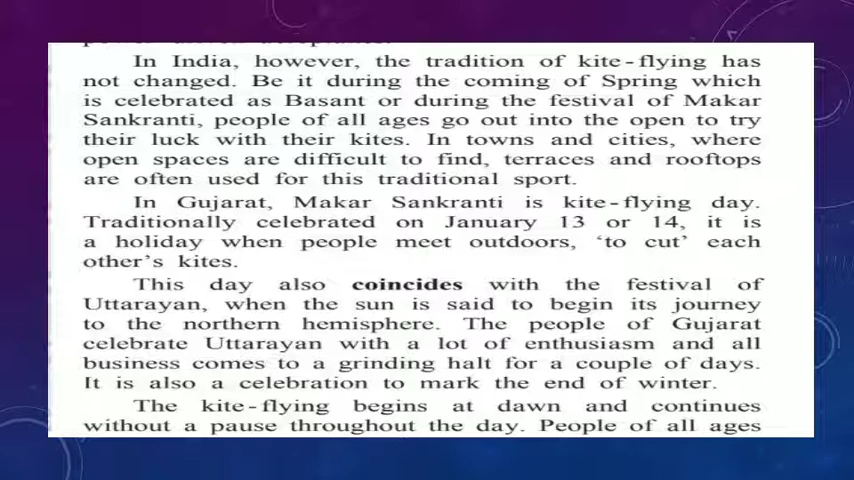 In India, however, the tradition of kite-flying has
not changed. Be it during the coming of Spring which
is celebrated as Basant or during the festival of Makar
Sankranti, people of all ages go out into the open to try
their luck with their kites. In towns and cities, where
open spaces are difficult to find, terraces and rooftops
are often used for this traditional sport.
In Gujarat, Makar Sankranti is kite-flying day.
Traditionally celebrated on January 13 or 14, it is
a holiday when people meet outdoors, ‘to cut’ each
other’s kites.
This day also coincides with the festival of
Uttarayan, when the sun is said to begin its journey
to the northern hemisphere. The people of Gujarat
celebrate Uttarayan with a lot of enthusiasm and all
business comes to a grinding halt for a couple of days.
It is also a celebration to mark the end of winter.
The kite-flying begins at dawn and continues
without a pause throughout the day. People of all ages